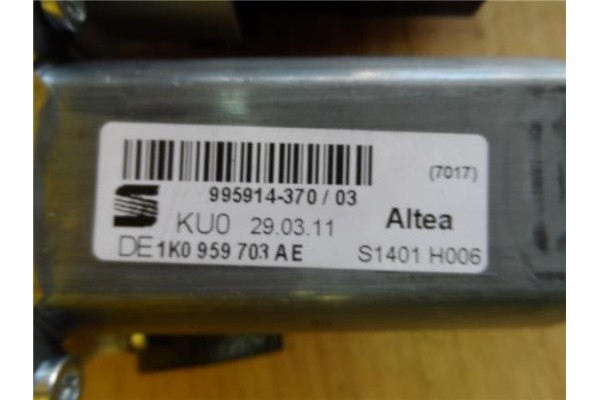 (7017)
995914-370 / 03
KU0 29.03.11 Altea
DE 1K0 959 703 AE S1401 H006